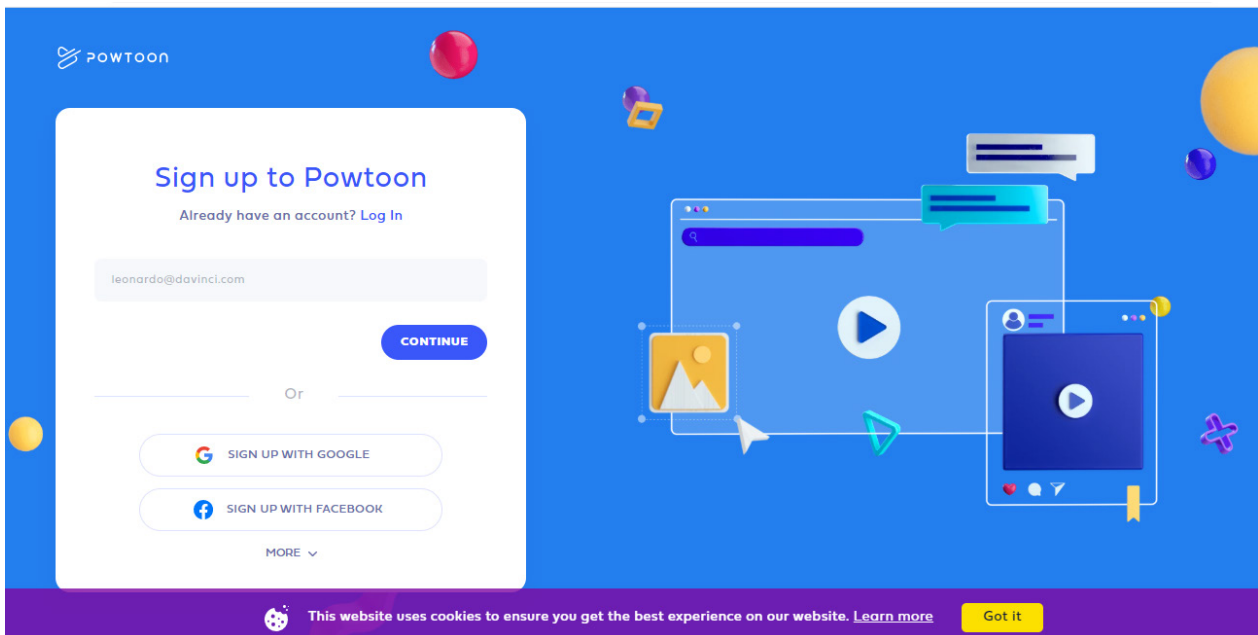 POWTOON
Sign up to Powtoon
Already have an account? Log In
leonardo@davinci.com
CONTINUE
Or
SIGN UP WITH GOOGLE
SIGN UP WITH FACEBOOK
MORE
This website uses cookies to ensure you get the best experience on our website. Learn more
Got it